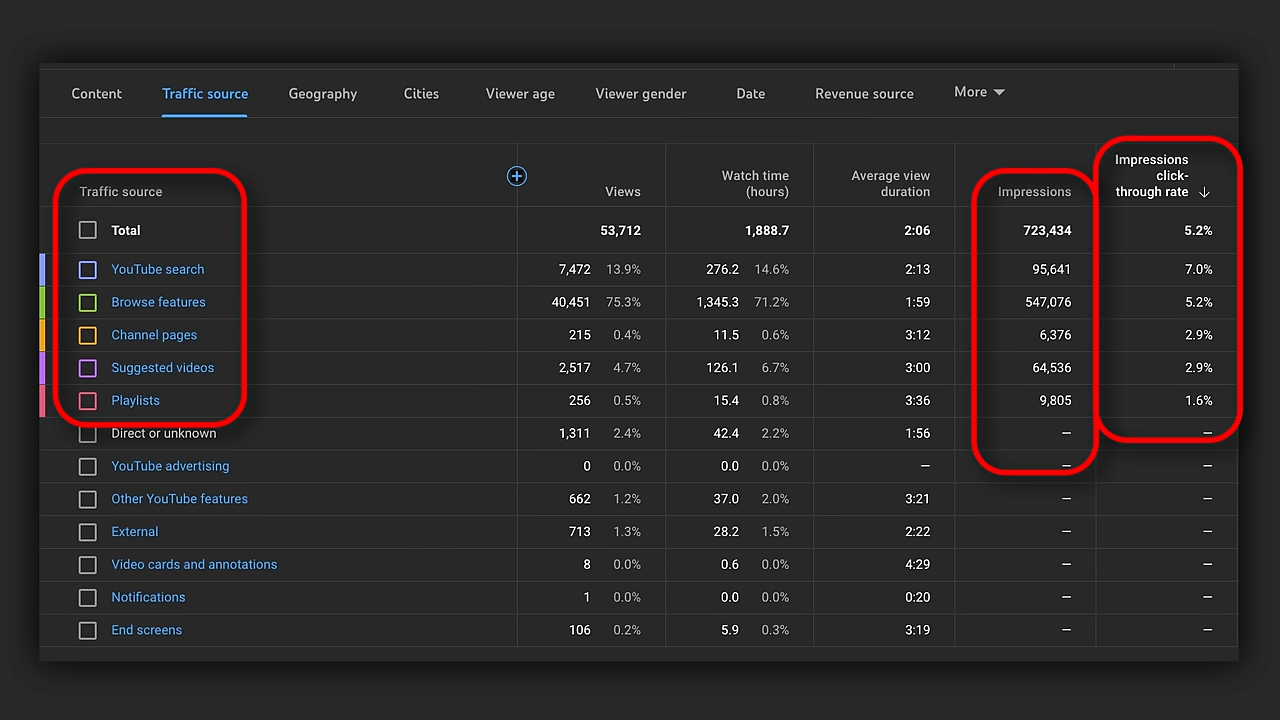 Content Traffic source Geography Cities Viewer age Viewer gender Date Revenue source More
Traffic source Views Watch time (hours) Average view duration Impressions Impressions click-through rate ↓
Total 53,712 1,888.7 2:06 723,434 5.2%
YouTube search 7,472 13.9% 276.2 14.6% 2:13 95,641 7.0%
Browse features 40,451 75.3% 1,345.3 71.2% 1:59 547,076 5.2%
Channel pages 215 0.4% 11.5 0.6% 3:12 6,376 2.9%
Suggested videos 2,517 4.7% 126.1 6.7% 3:00 64,536 2.9%
Playlists 256 0.5% 15.4 0.8% 3:36 9,805 1.6%
Direct or unknown 1,311 2.4% 42.4 2.2% 1:56 – –
YouTube advertising 0 0.0% 0.0 0.0% – – –
Other YouTube features 662 1.2% 37.0 2.0% 3:21 – –
External 713 1.3% 28.2 1.5% 2:22 – –
Video cards and annotations 8 0.0% 0.6 0.0% 4:29 – –
Notifications 1 0.0% 0.0 0.0% 0:20 – –
End screens 106 0.2% 5.9 0.3% 3:19 – –